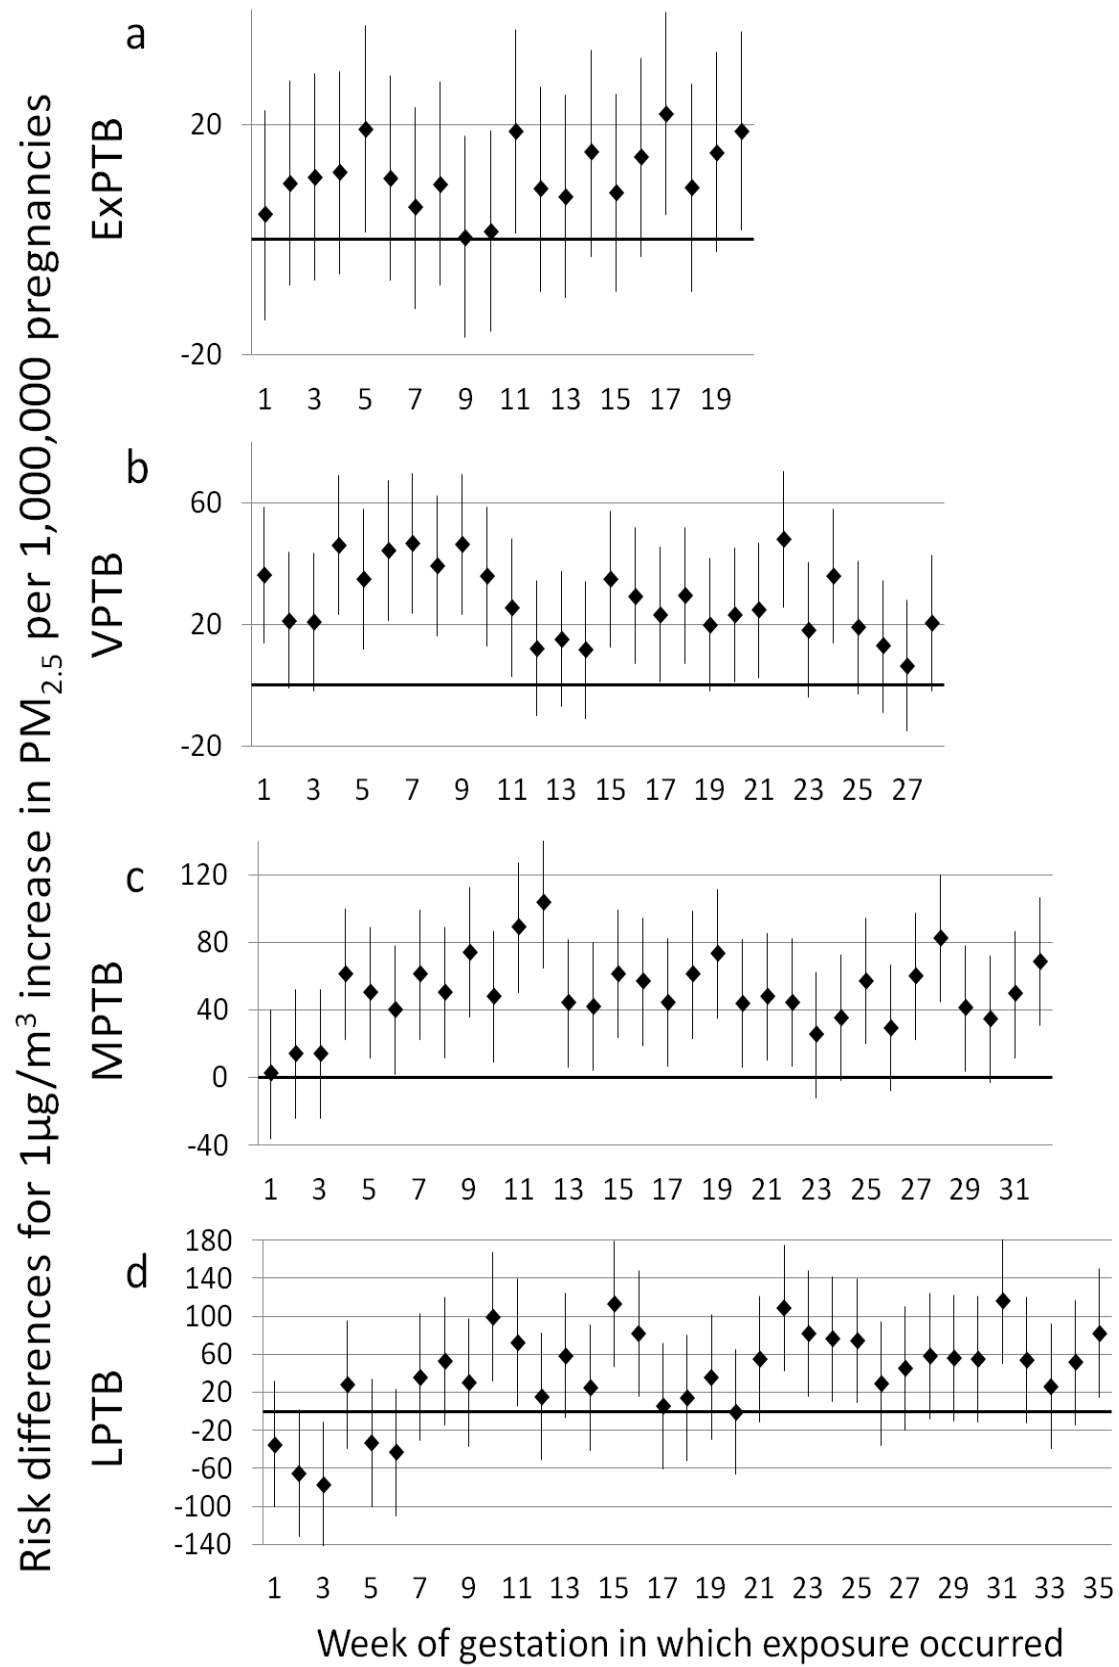 Risk differences for 1µg/m³ increase in PM₂.₅ per 1,000,000 pregnancies
a
ExPTB
20
-20
1 3 5 7 9 11 13 15 17 19
b
VPTB
60
20
-20
1 3 5 7 9 11 13 15 17 19 21 23 25 27
c
MPTB
120
80
40
0
-40
1 3 5 7 9 11 13 15 17 19 21 23 25 27 29 31
d
LPTB
180
140
100
60
20
-20
-60
-100
-140
1 3 5 7 9 11 13 15 17 19 21 23 25 27 29 31 33 35
Week of gestation in which exposure occurred